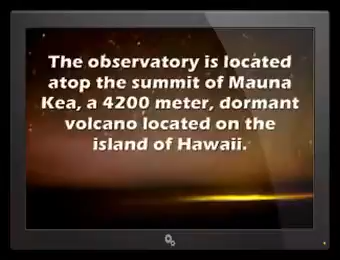 The observatory is located
atop the summit of Mauna
Kea, a 4200 meter, dormant
volcano located on the
island of Hawaii.